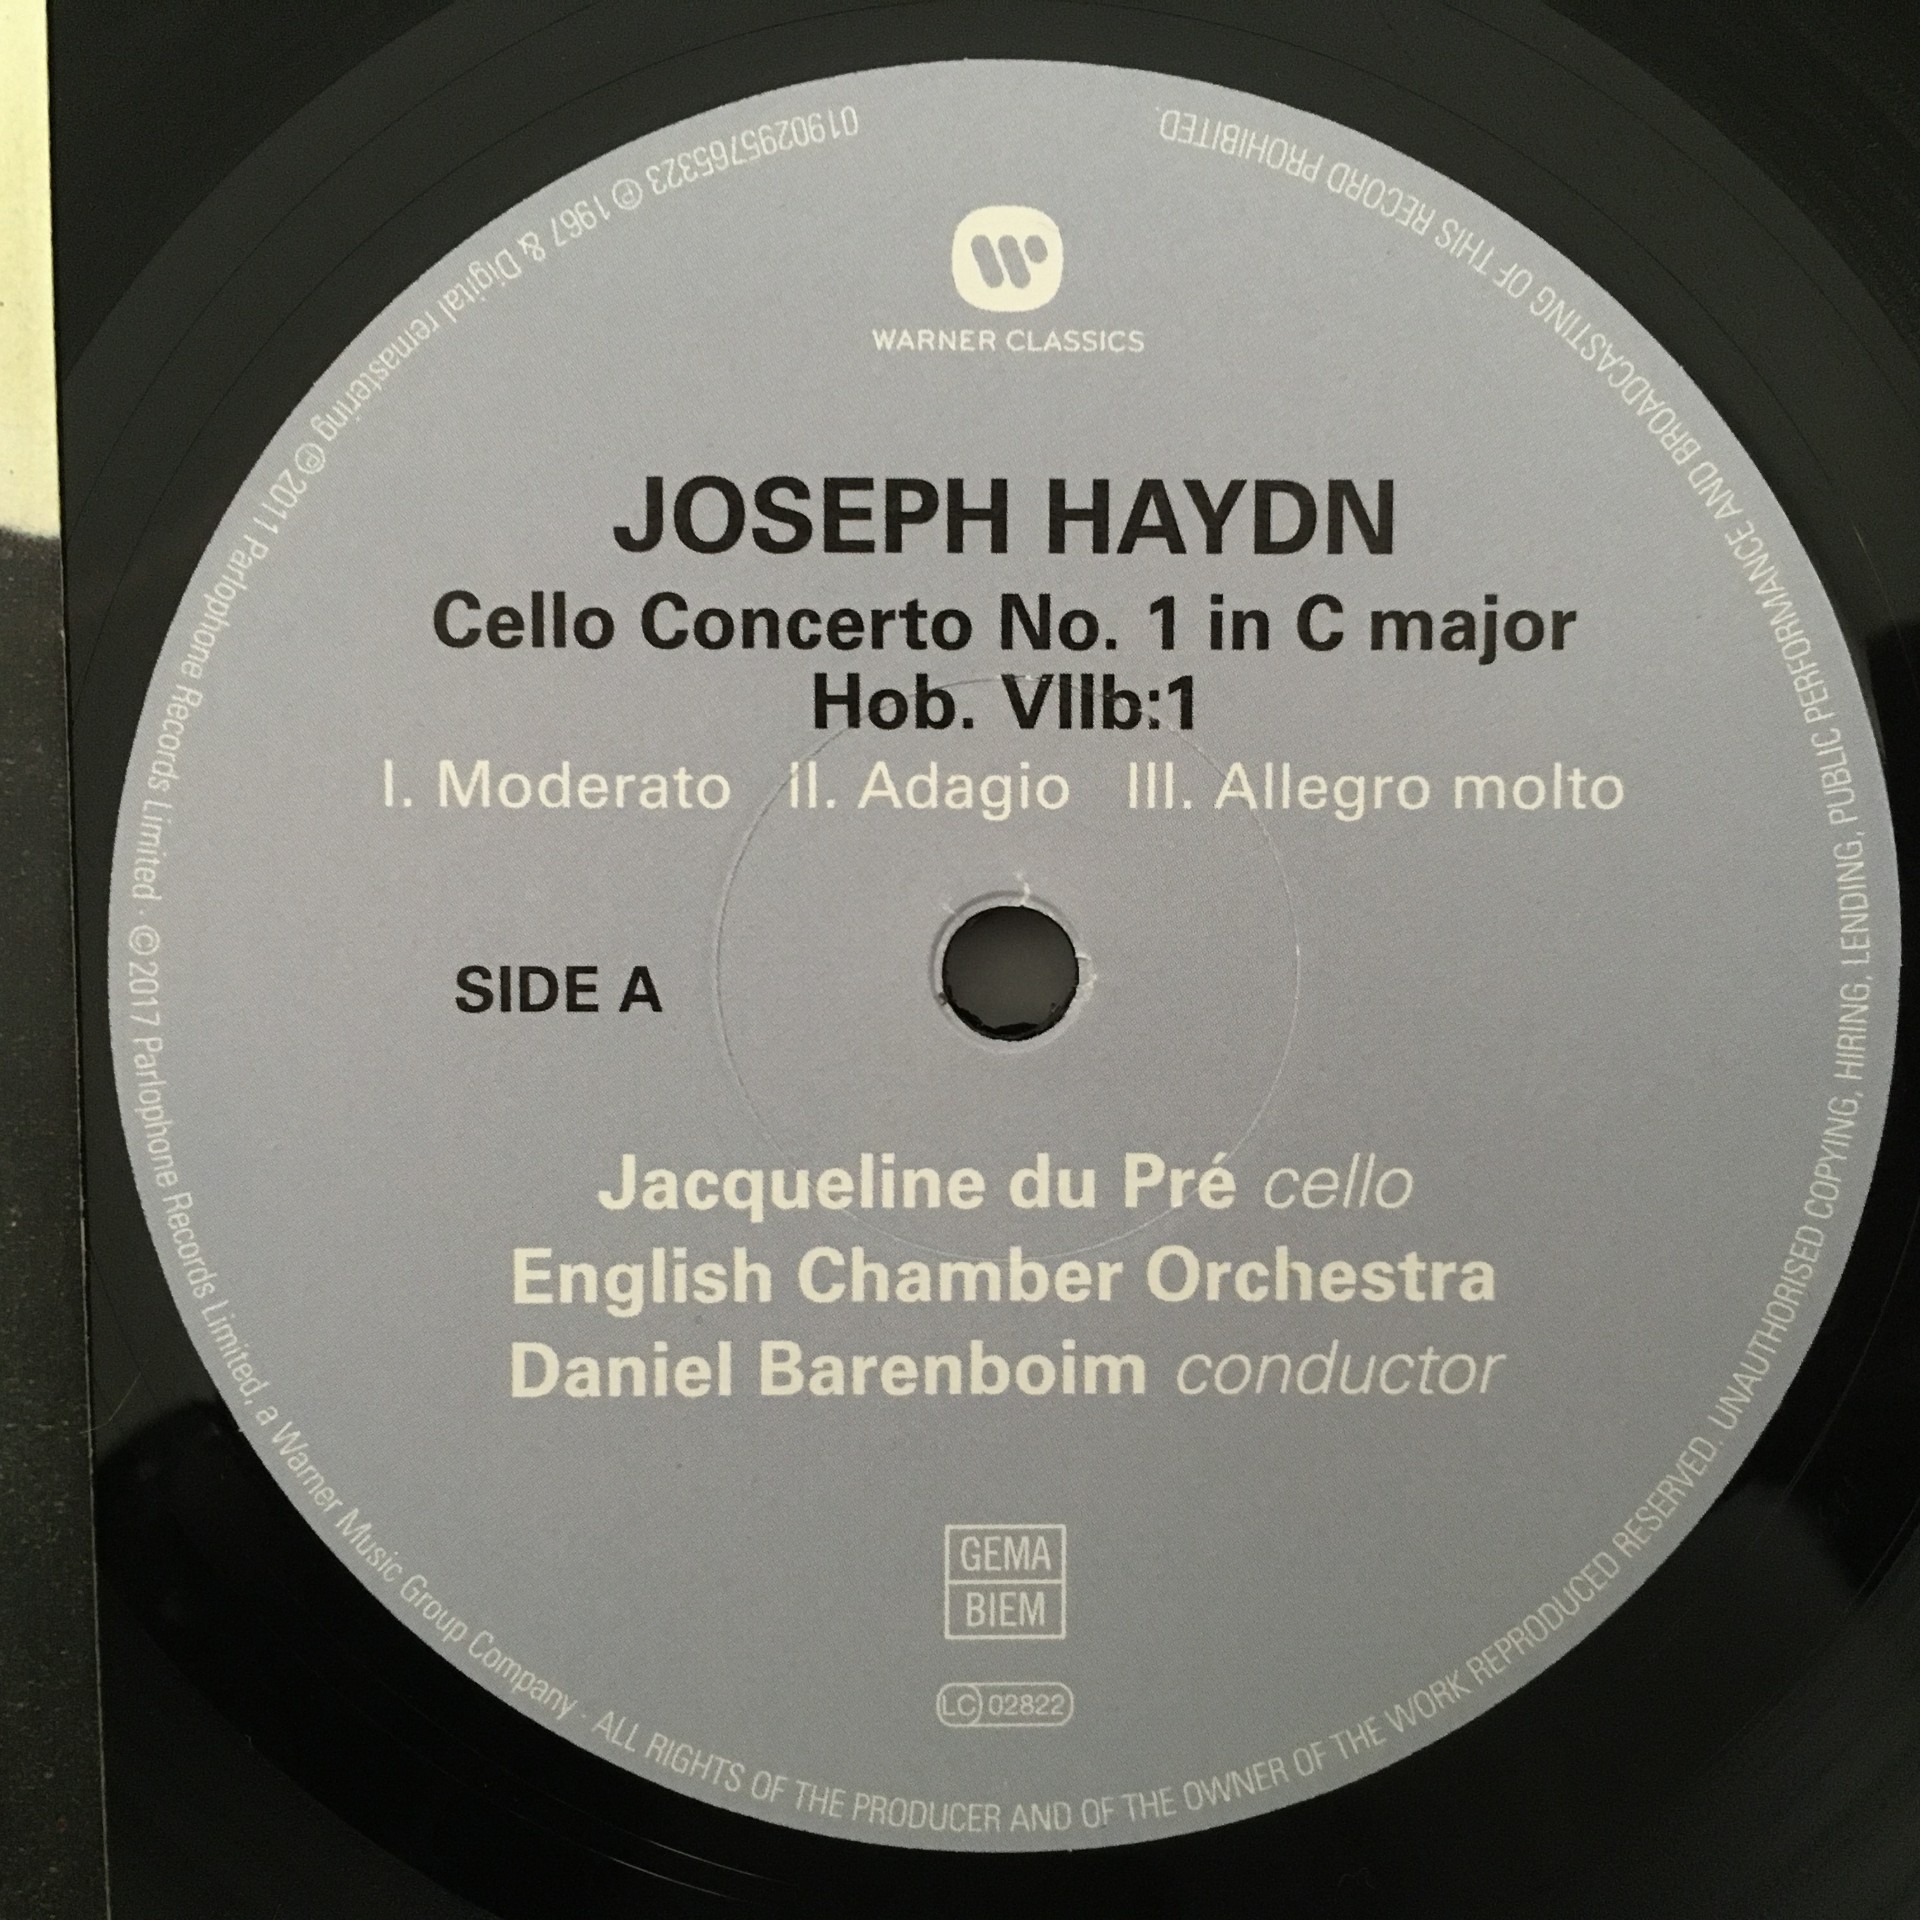 WARNER CLASSICS
JOSEPH HAYDN
Cello Concerto No. 1 in C major
Hob. VIIb:1
I. Moderato II. Adagio III. Allegro molto
SIDE A
Jacqueline du Pré cello
English Chamber Orchestra
Daniel Barenboim conductor
GEMA
BIEM
LC 02822
0190295765323 ℗ 1967 & Digital remastering ℗ 2011 Parlophone Records Limited · © 2017 Parlophone Records Limited, a Warner Music Group Company · ALL RIGHTS OF THE PRODUCER AND OF THE OWNER OF THE WORK REPRODUCED RESERVED. UNAUTHORISED COPYING, HIRING, LENDING, PUBLIC PERFORMANCE AND BROADCASTING OF THIS RECORD PROHIBITED.